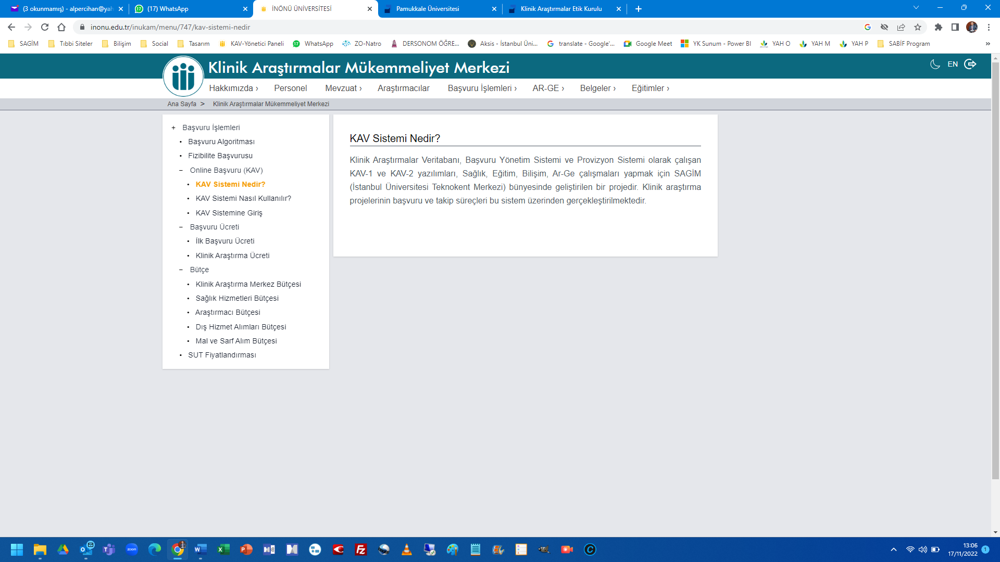 (3 okunmamış) - alpercihan@yah
(17) WhatsApp
İNÖNÜ ÜNİVERSİTESİ
Pamukkale Üniversitesi
Klinik Araştırmalar Etik Kurulu
inonu.edu.tr/inukam/menu/747/kav-sistemi-nedir
SAGİM
Tıbbi Siteler
Bilişim
Social
Tasarım
KAV-Yönetici Paneli
WhatsApp
ZO-Natro
DERSONOM ÖĞRE...
Aksis - İstanbul Üni...
translate - Google'...
Google Meet
YK Sunum - Power BI
YAH O
YAH M
YAH P
SABİF Program
»
Klinik Araştırmalar Mükemmeliyet Merkezi
EN
Hakkımızda ›
Personel
Mevzuat ›
Araştırmacılar
Başvuru İşlemleri ›
AR-GE ›
Belgeler ›
Eğitimler ›
Ana Sayfa > Klinik Araştırmalar Mükemmeliyet Merkezi
+ Başvuru İşlemleri
• Başvuru Algoritması
• Fizibilite Başvurusu
− Online Başvuru (KAV)
• KAV Sistemi Nedir?
• KAV Sistemi Nasıl Kullanılır?
• KAV Sistemine Giriş
− Başvuru Ücreti
• İlk Başvuru Ücreti
• Klinik Araştırma Ücreti
− Bütçe
• Klinik Araştırma Merkez Bütçesi
• Sağlık Hizmetleri Bütçesi
• Araştırmacı Bütçesi
• Dış Hizmet Alımları Bütçesi
• Mal ve Sarf Alım Bütçesi
• SUT Fiyatlandırması
KAV Sistemi Nedir?
Klinik Araştırmalar Veritabanı, Başvuru Yönetim Sistemi ve Provizyon Sistemi olarak çalışan
KAV-1 ve KAV-2 yazılımları, Sağlık, Eğitim, Bilişim, Ar-Ge çalışmaları yapmak için SAGİM
(İstanbul Üniversitesi Teknokent Merkezi) bünyesinde geliştirilen bir projedir. Klinik araştırma
projelerinin başvuru ve takip süreçleri bu sistem üzerinden gerçekleştirilmektedir.
zoom
13:06
17/11/2022
1